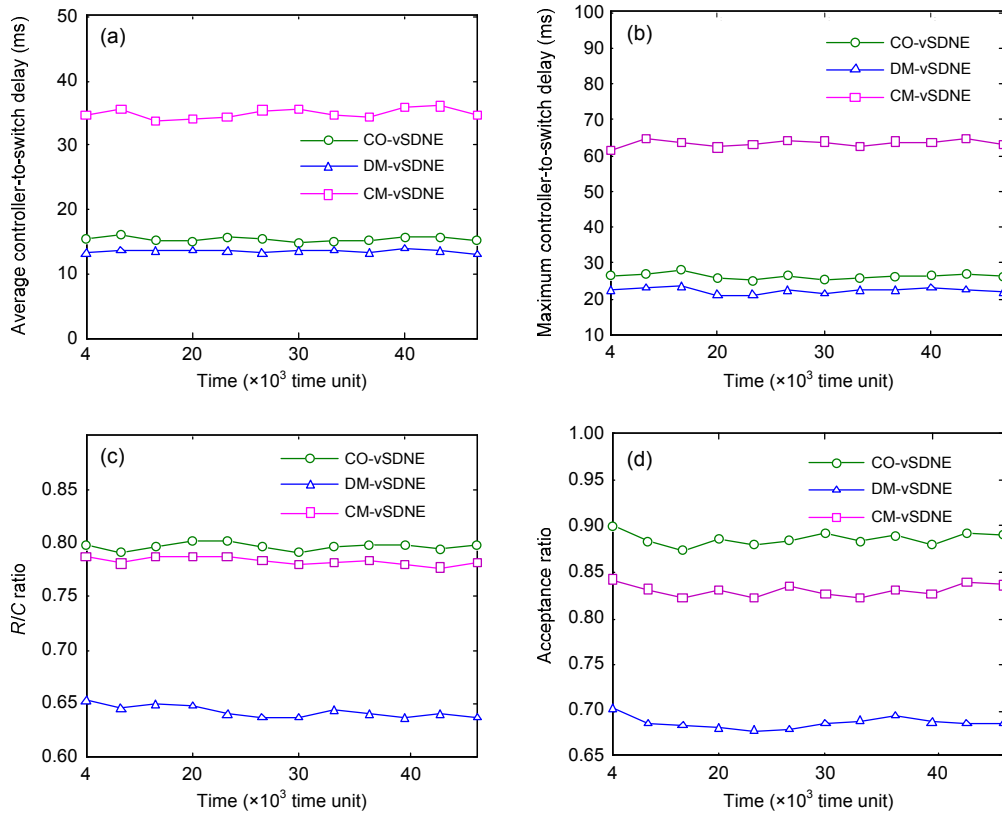 (a)
Average controller-to-switch delay (ms)
50
40
30
20
10
0
CO-vSDNE
DM-vSDNE
CM-vSDNE
4 20 30 40
Time (×10³ time unit)
(b)
Maximum controller-to-switch delay (ms)
100
90
80
70
60
50
40
30
20
10
CO-vSDNE
DM-vSDNE
CM-vSDNE
4 20 30 40
Time (×10³ time unit)
(c)
R/C ratio
0.85
0.80
0.75
0.70
0.65
0.60
CO-vSDNE
DM-vSDNE
CM-vSDNE
4 20 30 40
Time (×10³ time unit)
(d)
Acceptance ratio
1.00
0.95
0.90
0.85
0.80
0.75
0.70
0.65
CO-vSDNE
DM-vSDNE
CM-vSDNE
4 20 30 40
Time (×10³ time unit)